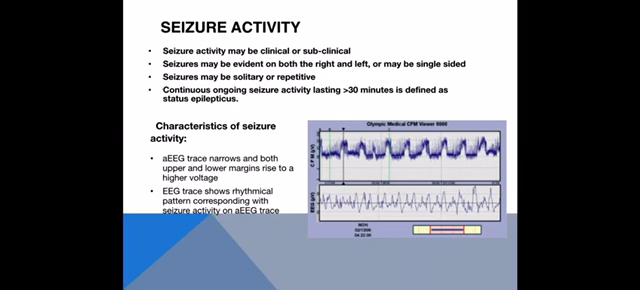 SEIZURE ACTIVITY
• Seizure activity may be clinical or sub-clinical
• Seizures may be evident on both the right and left, or may be single sided
• Seizures may be solitary or repetitive
• Continuous ongoing seizure activity lasting >30 minutes is defined as
status epilepticus.
Characteristics of seizure
activity:
• aEEG trace narrows and both
upper and lower margins rise to a
higher voltage
• EEG trace shows rhythmical
pattern corresponding with
seizure activity on aEEG trace
Olympic Medical CFM Viewer 6000
CFM (µV)
EEG (µV)